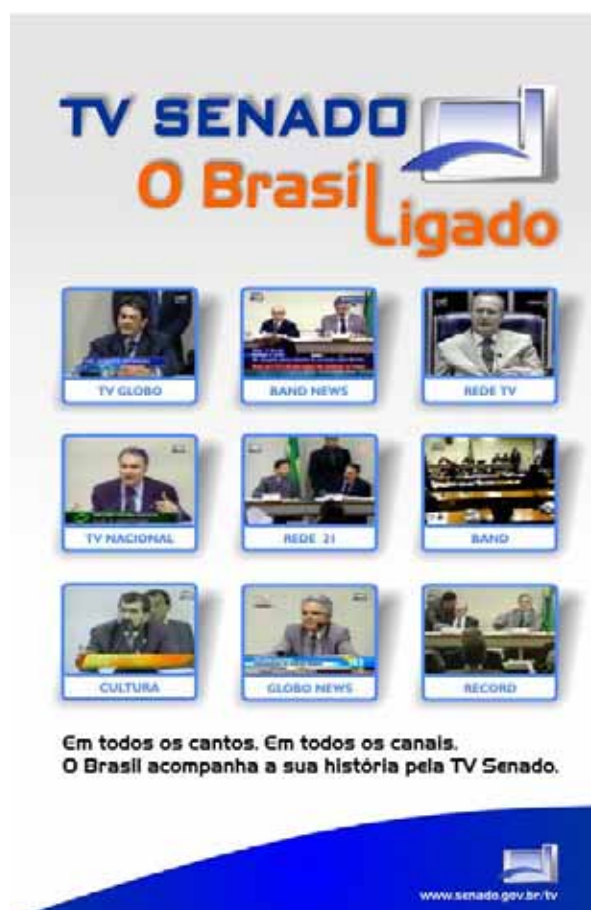 TV SENADO
O Brasil Ligado
TV GLOBO
BAND NEWS
REDE TV
TV NACIONAL
REDE 21
BAND
CULTURA
GLOBO NEWS
RECORD
Em todos os cantos. Em todos os canais.
O Brasil acompanha a sua história pela TV Senado.
www.senado.gov.br/tv